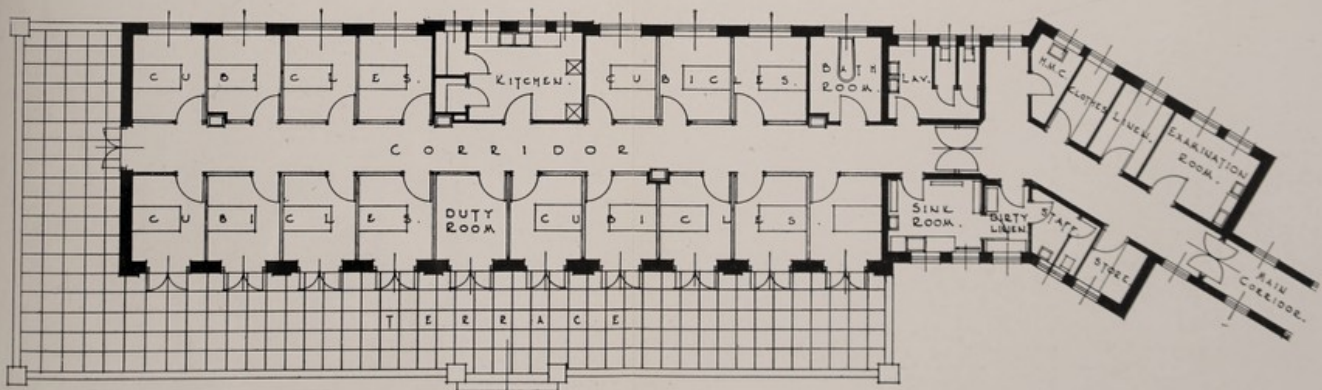 CUBICLES.
KITCHEN.
CUBICLES.
BATH
ROOM.
LAV.
H.M.C.
CLOTHES
LINEN.
EXAMINATION
ROOM.
CORRIDOR
CUBICLES.
DUTY
ROOM
CUBICLES.
SINK
ROOM.
DIRTY
LINEN.
STAFF
STORE.
MAIN
CORRIDOR.
TERRACE